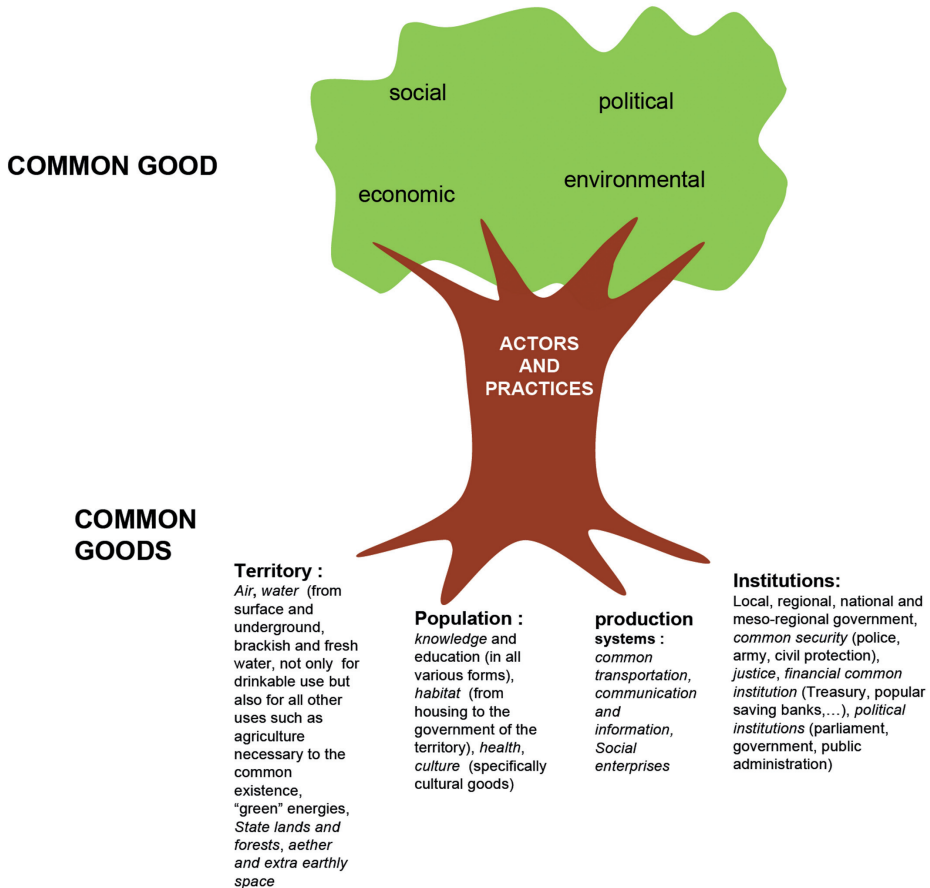 social
political
COMMON GOOD
economic
environmental
ACTORS
AND
PRACTICES
COMMON
GOODS
Territory :
Air, water (from
surface and
underground,
brackish and fresh
water, not only for
drinkable use but
also for all other
uses such as
agriculture
necessary to the
common
existence,
“green” energies,
State lands and
forests, aether
and extra earthly
space
Population :
knowledge and
education (in all
various forms),
habitat (from
housing to the
government of the
territory), health,
culture (specifically
cultural goods)
production
systems :
common
transportation,
communication
and
information,
Social
enterprises
Institutions:
Local, regional, national and
meso-regional government,
common security (police,
army, civil protection),
justice, financial common
institution (Treasury, popular
saving banks,…), political
institutions (parliament,
government, public
administration)